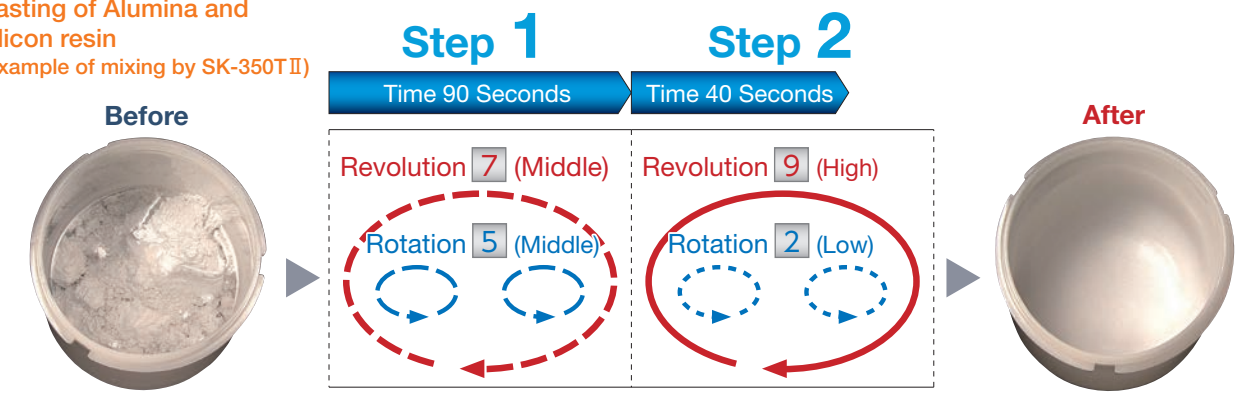 asting of Alumina and
licon resin
xample of mixing by SK-350TⅡ)
Step 1
Step 2
Time 90 Seconds
Time 40 Seconds
Before
After
Revolution 7 (Middle)
Revolution 9 (High)
Rotation 5 (Middle)
Rotation 2 (Low)